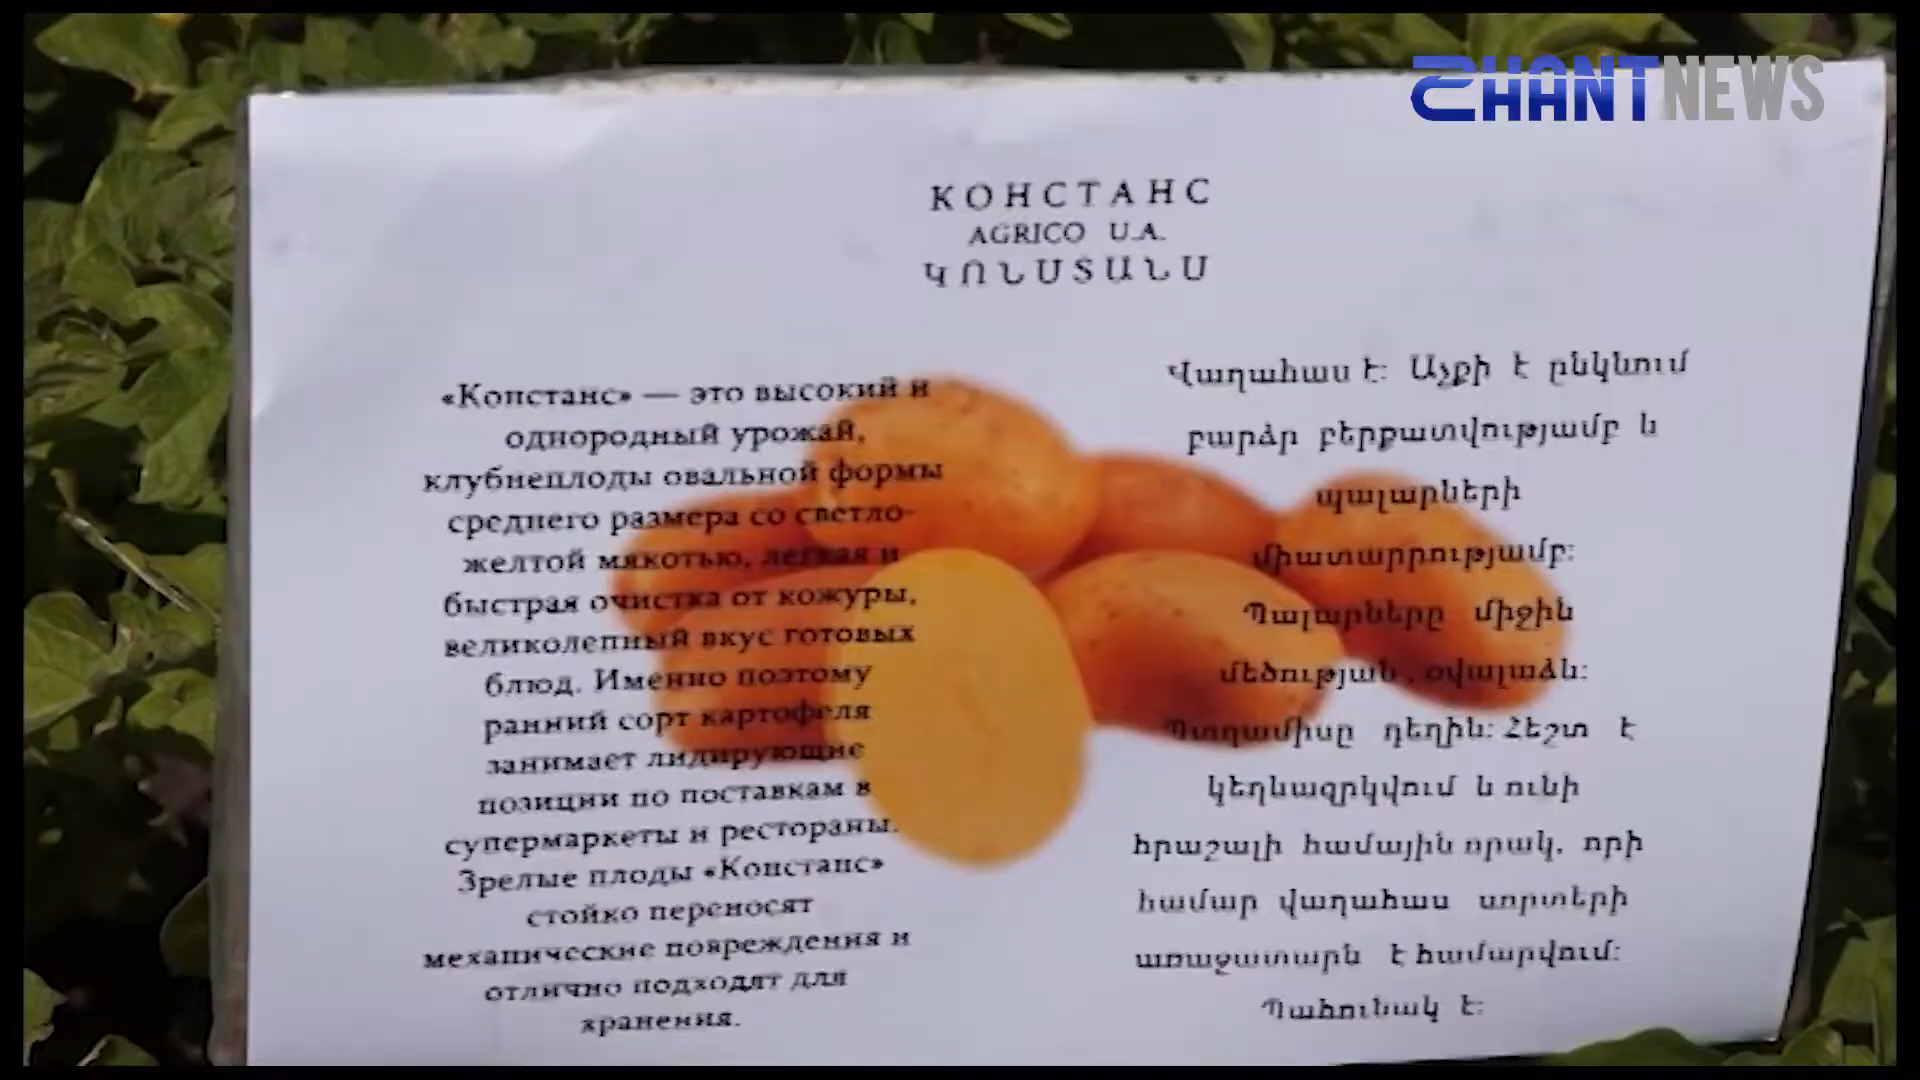 SHANTNEWS
КОНСТАНС
AGRICO U.A.
ԿՈՆՍՏԱՆՍ
«Констанс» — это высокий и
однородный урожай,
клубнеплоды овальной формы
среднего размера со светло-
желтой мякотью, легкая и
быстрая очистка от кожуры,
великолепный вкус готовых
блюд. Именно поэтому
ранний сорт картофеля
занимает лидирующие
позиции по поставкам в
супермаркеты и рестораны.
Зрелые плоды «Констанс»
стойко переносят
механические повреждения и
отлично подходят для
хранения.
Վաղահաս է: Աչքի է ընկնում
բարձր բերքատվությամբ և
պալարների
միատարրությամբ:
Պալարները միջին
մեծության, օվալաձև:
Պտղամիսը դեղին: Հեշտ է
կեղևազրկվում և ունի
հրաշալի համային որակ, որի
համար վաղահաս սորտերի
առաջատարն է համարվում:
Պահունակ է: